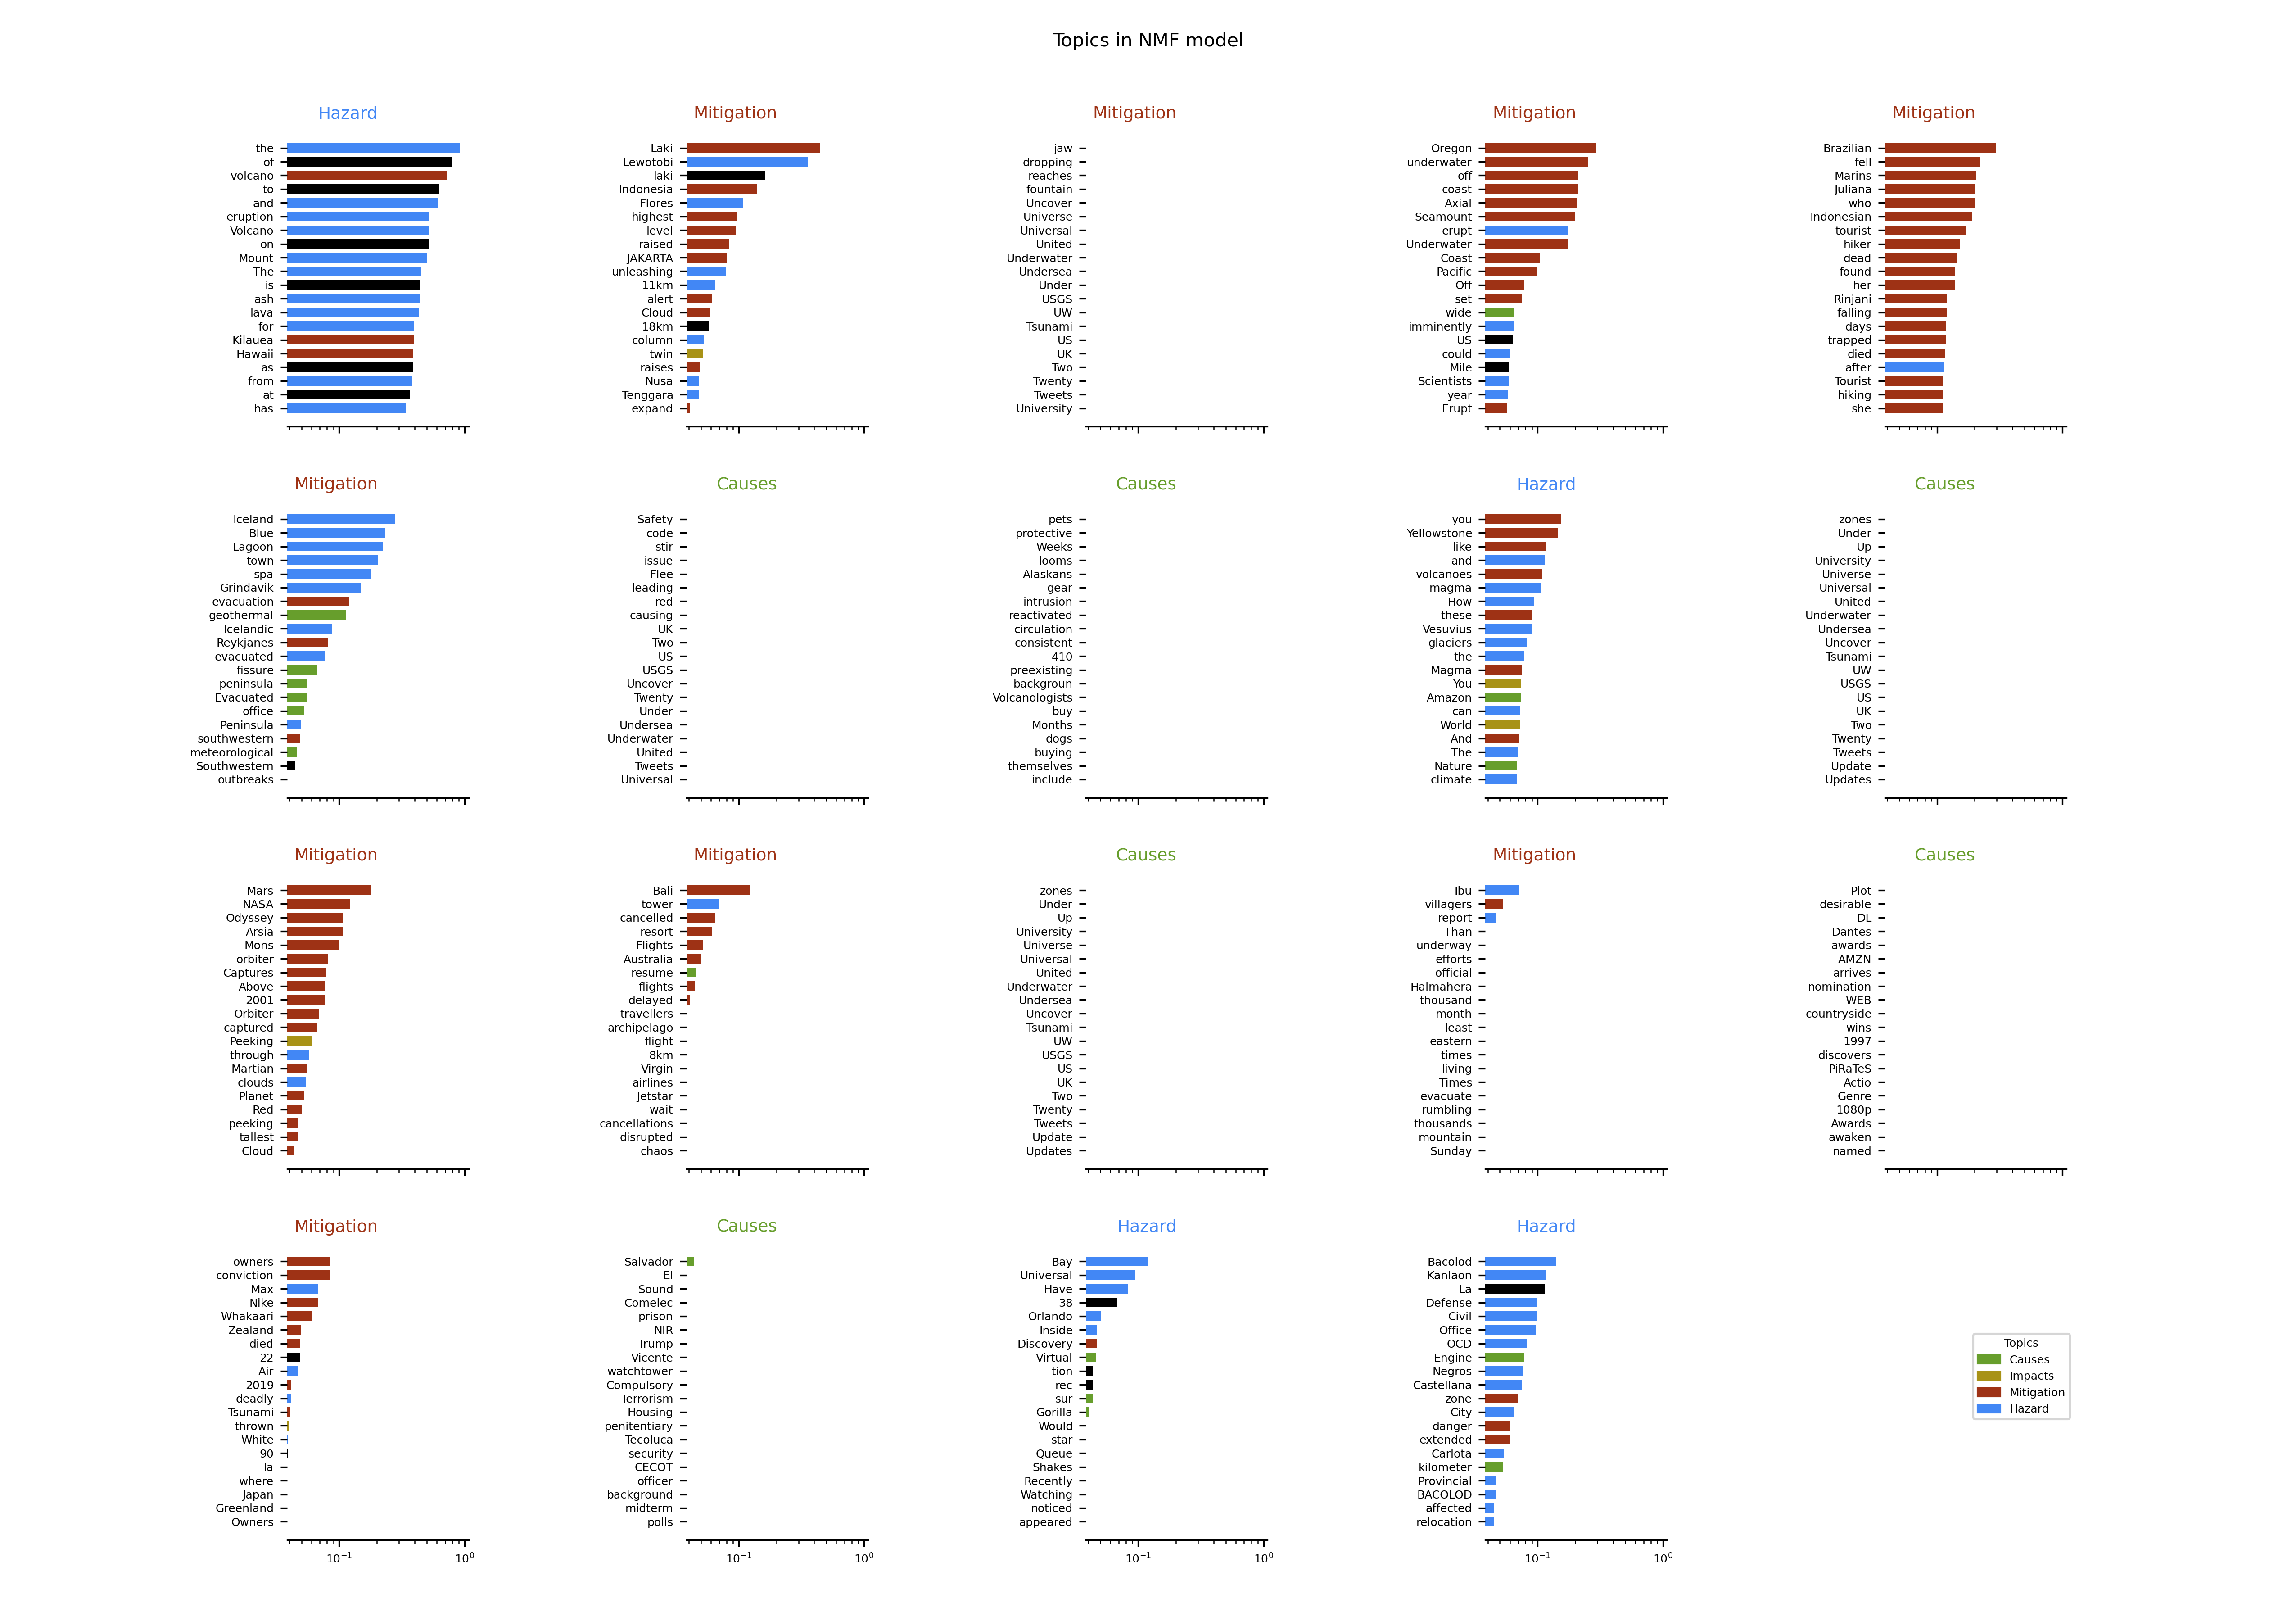 Topics in NMF model
Hazard
the
of
volcano
to
and
eruption
Volcano
on
Mount
The
is
ash
lava
for
Kilauea
Hawaii
as
from
at
has
Mitigation
Laki
Lewotobi
laki
Indonesia
Flores
highest
level
raised
JAKARTA
unleashing
11km
alert
Cloud
18km
column
twin
raises
Nusa
Tenggara
expand
Mitigation
jaw
dropping
reaches
fountain
Uncover
Universe
Universal
United
Underwater
Undersea
Under
USGS
UW
Tsunami
US
UK
Two
Twenty
Tweets
University
Mitigation
Oregon
underwater
off
coast
Axial
Seamount
erupt
Underwater
Coast
Pacific
Off
set
wide
imminently
US
could
Mile
Scientists
year
Erupt
Mitigation
Brazilian
fell
Marins
Juliana
who
Indonesian
tourist
hiker
dead
found
her
Rinjani
falling
days
trapped
died
after
Tourist
hiking
she
Mitigation
Iceland
Blue
Lagoon
town
spa
Grindavik
evacuation
geothermal
Icelandic
Reykjanes
evacuated
fissure
peninsula
Evacuated
office
Peninsula
southwestern
meteorological
Southwestern
outbreaks
Causes
Safety
code
stir
issue
Flee
leading
red
causing
UK
Two
US
USGS
Uncover
Twenty
Under
Undersea
Underwater
United
Tweets
Universal
Causes
pets
protective
Weeks
looms
Alaskans
gear
intrusion
reactivated
circulation
consistent
410
preexisting
backgroun
Volcanologists
buy
Months
dogs
buying
themselves
include
Hazard
you
Yellowstone
like
and
volcanoes
magma
How
these
Vesuvius
glaciers
the
Magma
You
Amazon
can
World
And
The
Nature
climate
Causes
zones
Under
Up
University
Universe
Universal
United
Underwater
Undersea
Uncover
Tsunami
UW
USGS
US
UK
Two
Twenty
Tweets
Update
Updates
Mitigation
Mars
NASA
Odyssey
Arsia
Mons
orbiter
Captures
Above
2001
Orbiter
captured
Peeking
through
Martian
clouds
Planet
Red
peeking
tallest
Cloud
Mitigation
Bali
tower
cancelled
resort
Flights
Australia
resume
flights
delayed
travellers
archipelago
flight
8km
Virgin
airlines
Jetstar
wait
cancellations
disrupted
chaos
Causes
zones
Under
Up
University
Universe
Universal
United
Underwater
Undersea
Uncover
Tsunami
UW
USGS
US
UK
Two
Twenty
Tweets
Update
Updates
Mitigation
Ibu
villagers
report
Than
underway
efforts
official
Halmahera
thousand
month
least
eastern
times
living
Times
evacuate
rumbling
thousands
mountain
Sunday
Causes
Plot
desirable
DL
Dantes
awards
AMZN
arrives
nomination
WEB
countryside
wins
1997
discovers
PiRaTeS
Actio
Genre
1080p
Awards
awaken
named
Mitigation
owners
conviction
Max
Nike
Whakaari
Zealand
died
22
Air
2019
deadly
Tsunami
thrown
White
90
la
where
Japan
Greenland
Owners
10⁻¹ 10⁰
Causes
Salvador
El
Sound
Comelec
prison
NIR
Trump
Vicente
watchtower
Compulsory
Terrorism
Housing
penitentiary
Tecoluca
security
CECOT
officer
background
midterm
polls
10⁻¹ 10⁰
Hazard
Bay
Universal
Have
38
Orlando
Inside
Discovery
Virtual
tion
rec
sur
Gorilla
Would
star
Queue
Shakes
Recently
Watching
noticed
appeared
10⁻¹ 10⁰
Hazard
Bacolod
Kanlaon
La
Defense
Civil
Office
OCD
Engine
Negros
Castellana
zone
City
danger
extended
Carlota
kilometer
Provincial
BACOLOD
affected
relocation
10⁻¹ 10⁰
Topics
Causes
Impacts
Mitigation
Hazard